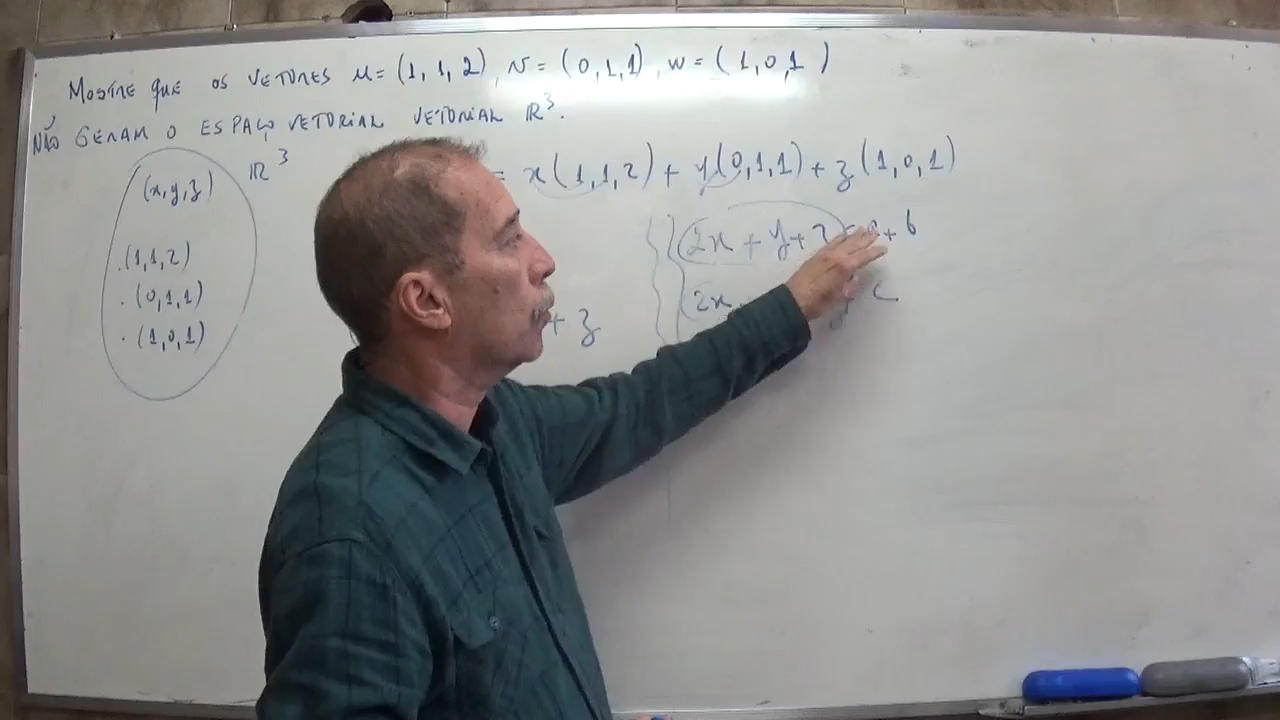 MOSTRE QUE OS VETORES u = (1, 1, 2), v = (0, 1, 1), w = (1, 0, 1)
NÃO GERAM O ESPAÇO VETORIAL VETORIAL ℝ³.
ℝ³
(x, y, z)
= x(1, 1, 2) + y(0, 1, 1) + z(1, 0, 1)
2x + y + z = a + b
. (1, 1, 2)
. (0, 1, 1)
2x
c
. (1, 0, 1)
+ z